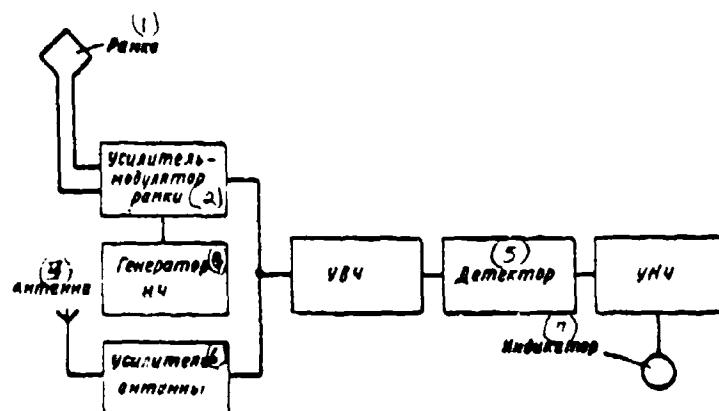 (1)
Рамка
Усилитель-
модулятор
рамки (2)
Генератор
НЧ
Антенна
Усилитель
антенны
УВЧ
(5)
Детектор
УНЧ
(7)
Индикатор